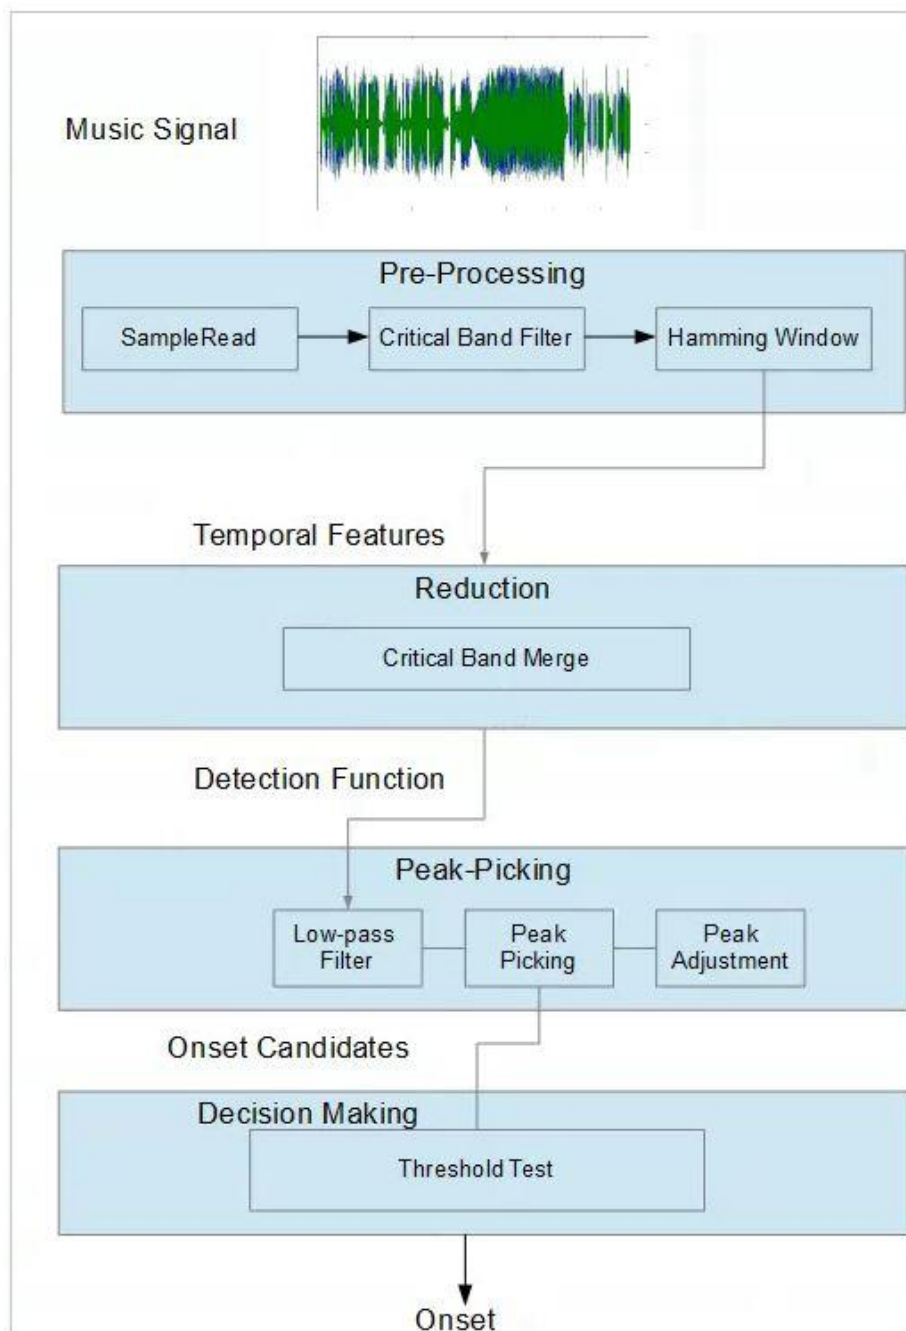 Music Signal
Pre-Processing
SampleRead
Critical Band Filter
Hamming Window
Temporal Features
Reduction
Critical Band Merge
Detection Function
Peak-Picking
Low-pass
Filter
Peak
Picking
Peak
Adjustment
Onset Candidates
Decision Making
Threshold Test
Onset